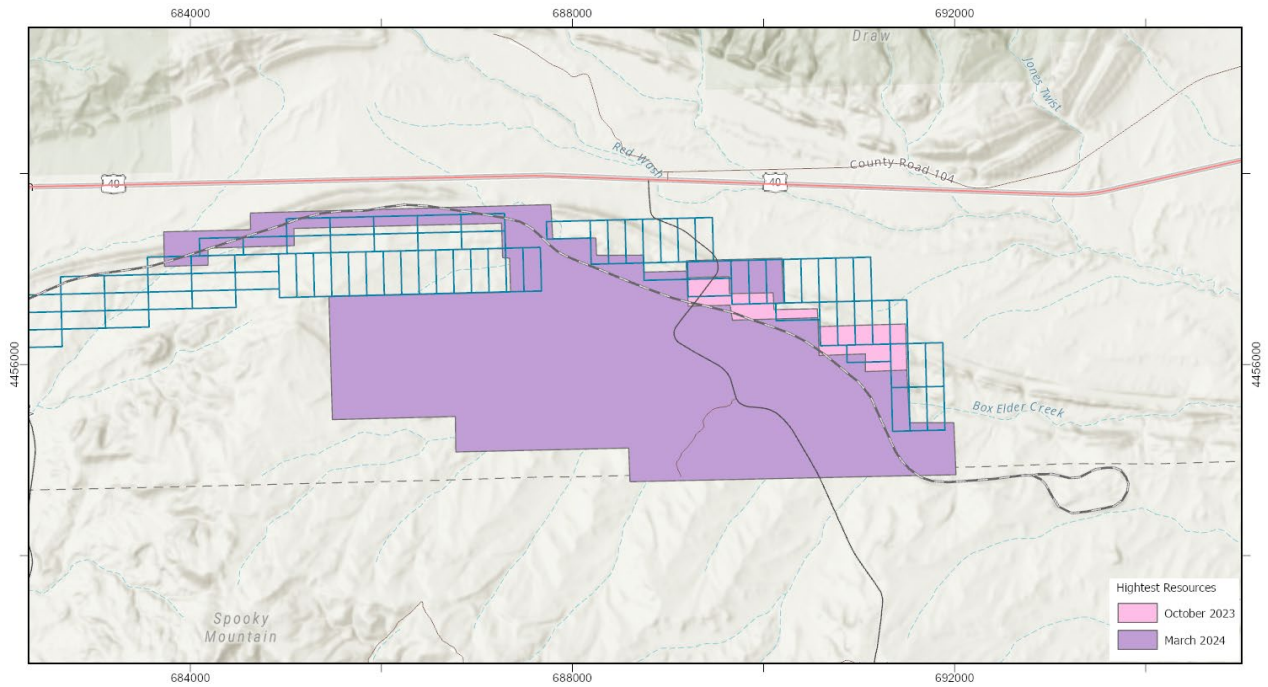 684000
688000
692000
Draw
Jones Twist
Red Wash
County Road 104
40
40
4456000
4456000
Box Elder Creek
Spooky
Mountain
Hightest Resources
October 2023
March 2024
684000
688000
692000